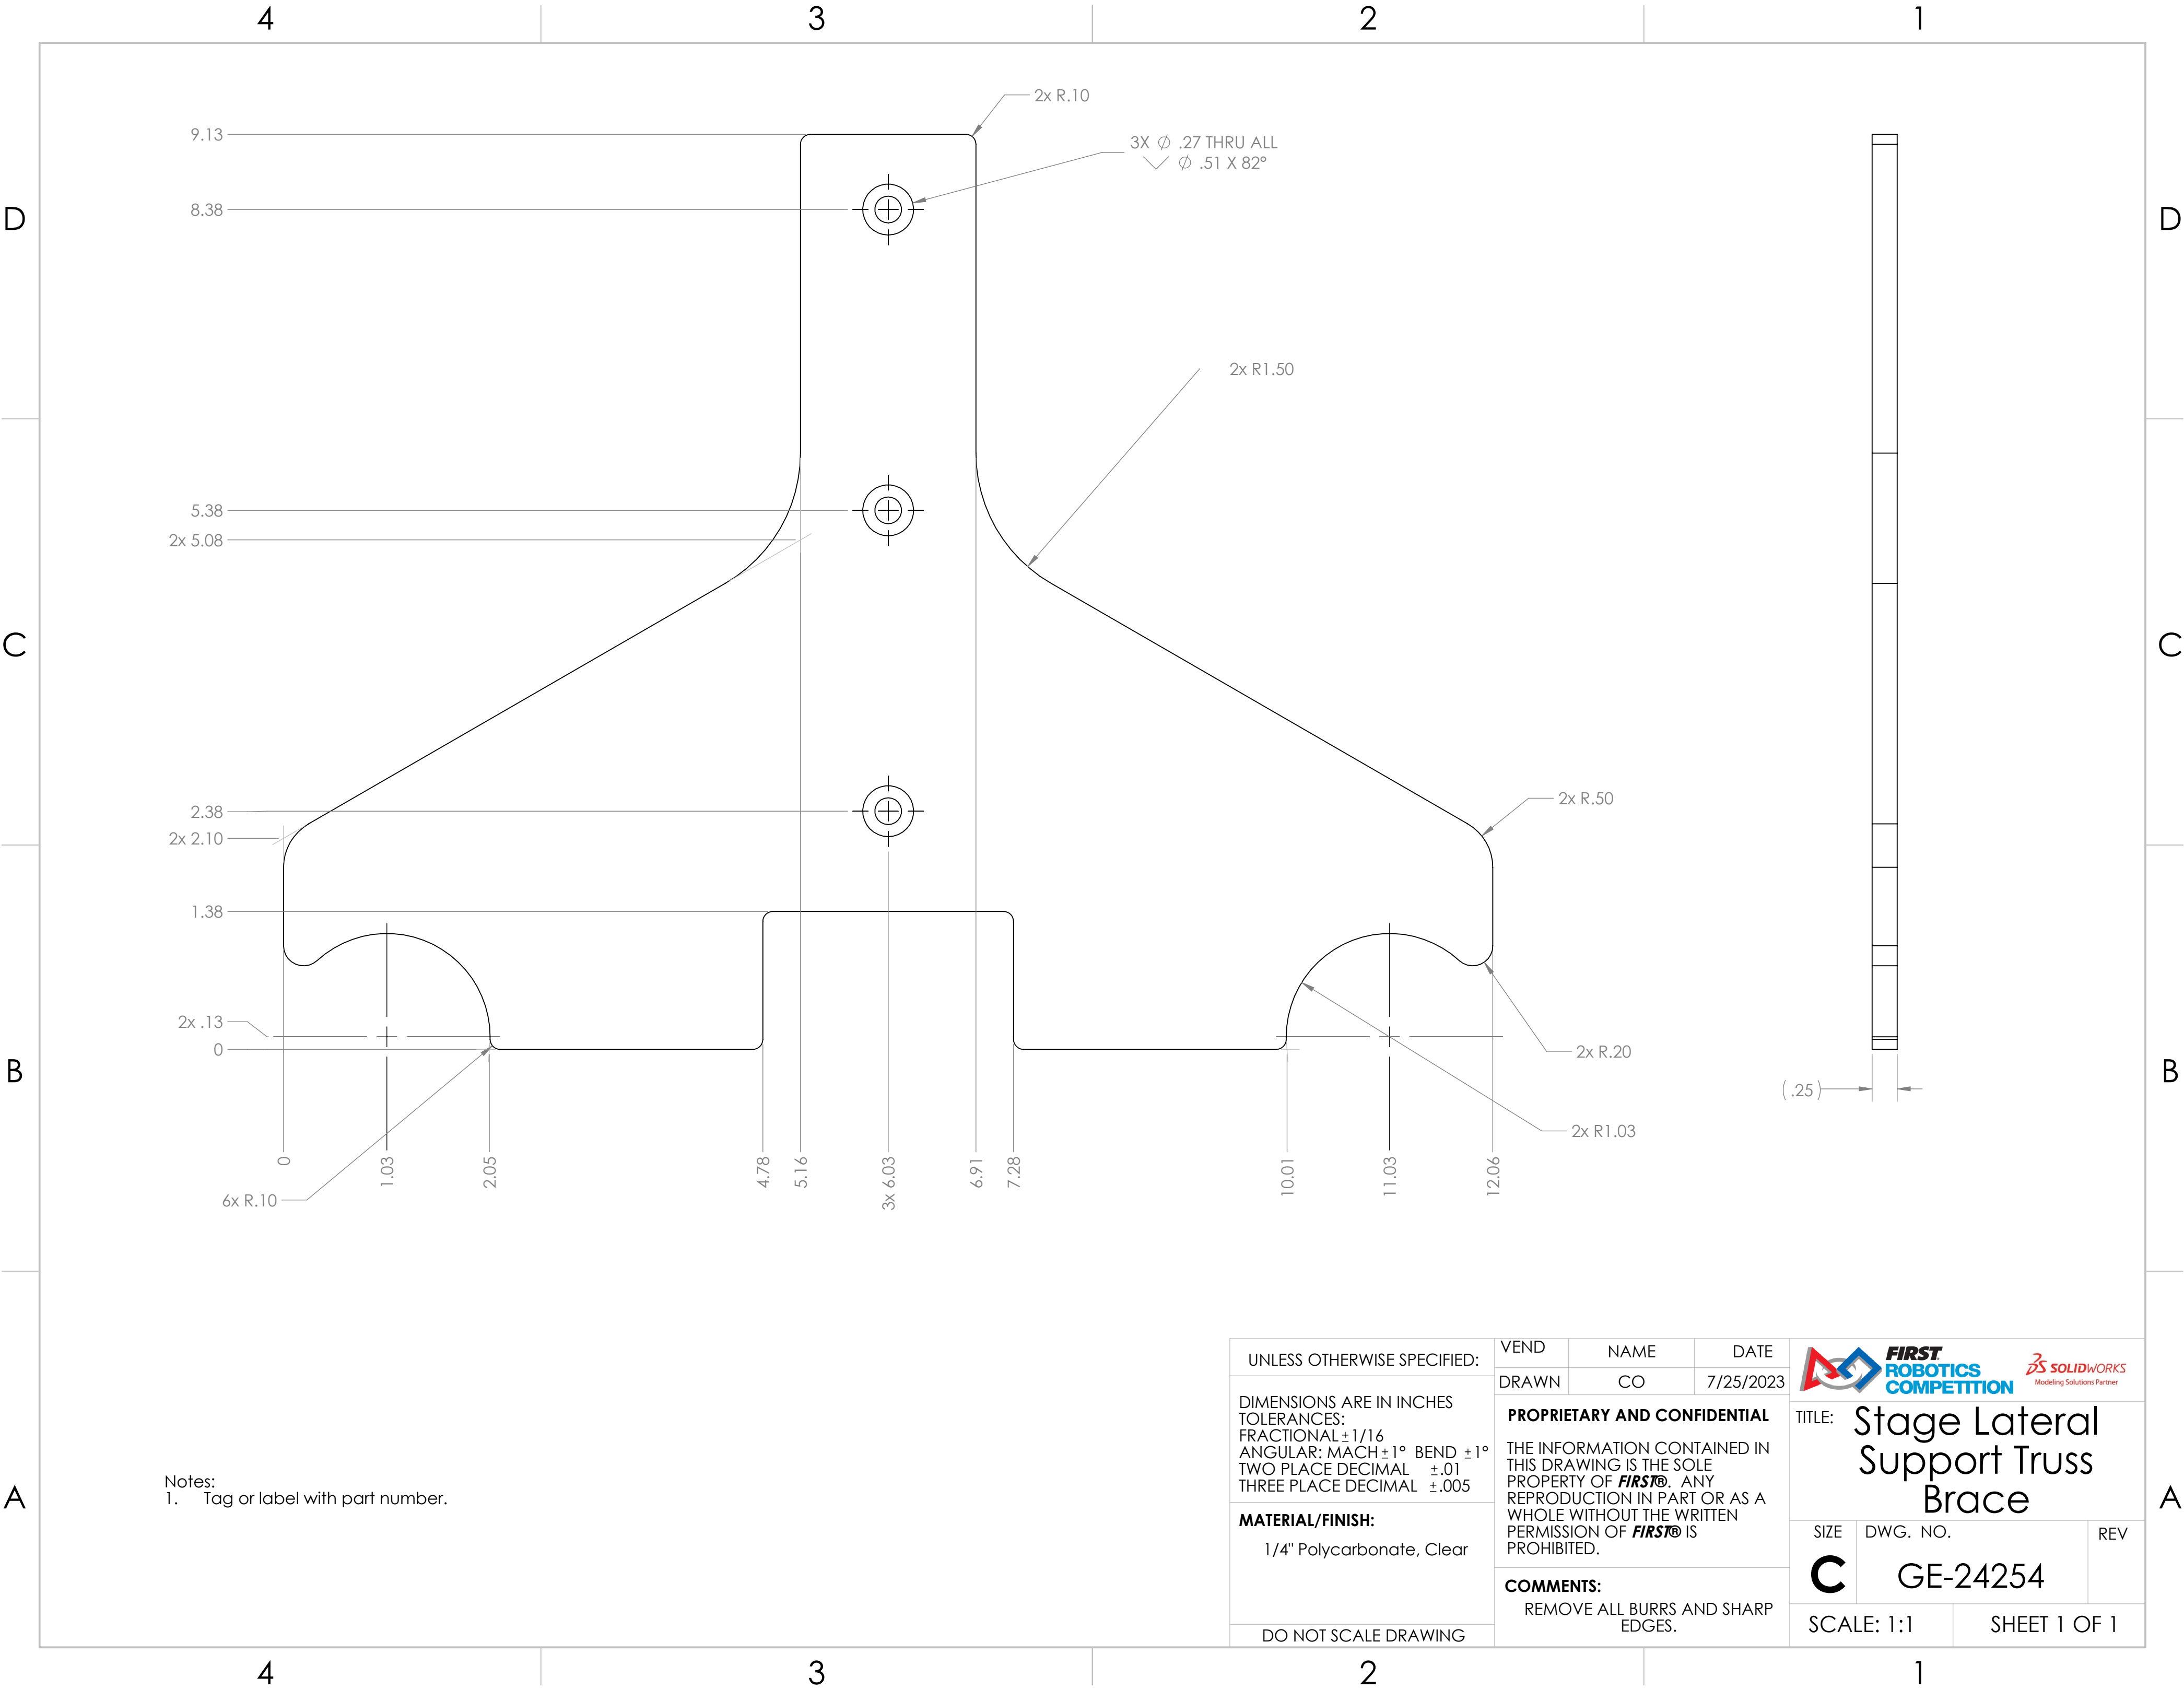 4 3 2 1
D
D
C
C
B
B
A
A
2x R.10
9.13
3X ∅ .27 THRU ALL
⌵ ∅ .51 X 82°
8.38
2x R1.50
5.38
2x 5.08
2.38
2x R.50
2x 2.10
1.38
2x .13
0
2x R.20
( .25 )
2x R1.03
0
1.03
2.05
4.78
5.16
3x 6.03
6.91
7.28
10.01
11.03
12.06
6x R.10
Notes:
1. Tag or label with part number.
UNLESS OTHERWISE SPECIFIED:
DIMENSIONS ARE IN INCHES
TOLERANCES:
FRACTIONAL ±1/16
ANGULAR: MACH ±1° BEND ±1°
TWO PLACE DECIMAL ±.01
THREE PLACE DECIMAL ±.005
MATERIAL/FINISH:
1/4" Polycarbonate, Clear
DO NOT SCALE DRAWING
VEND NAME DATE
DRAWN CO 7/25/2023
PROPRIETARY AND CONFIDENTIAL
THE INFORMATION CONTAINED IN
THIS DRAWING IS THE SOLE
PROPERTY OF FIRST®. ANY
REPRODUCTION IN PART OR AS A
WHOLE WITHOUT THE WRITTEN
PERMISSION OF FIRST® IS
PROHIBITED.
COMMENTS:
REMOVE ALL BURRS AND SHARP
EDGES.
FIRST
ROBOTICS
COMPETITION
SOLIDWORKS
Modeling Solutions Partner
TITLE:
Stage Lateral
Support Truss
Brace
SIZE DWG. NO. REV
C GE-24254
SCALE: 1:1 SHEET 1 OF 1
4 3 2 1